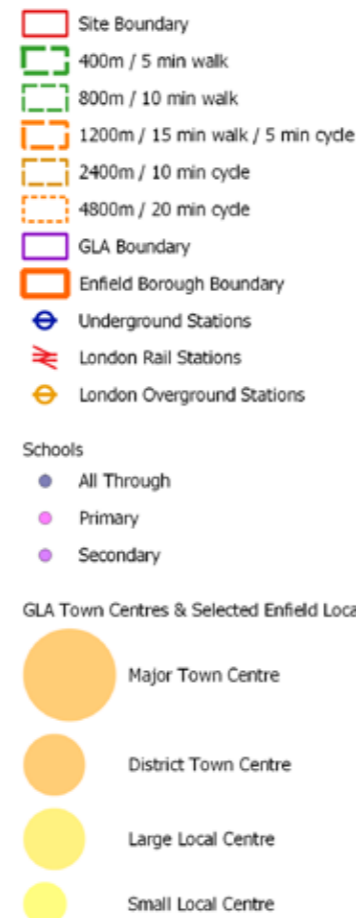 Site Boundary
400m / 5 min walk
800m / 10 min walk
1200m / 15 min walk / 5 min cycle
2400m / 10 min cycle
4800m / 20 min cycle
GLA Boundary
Enfield Borough Boundary
Underground Stations
London Rail Stations
London Overground Stations
Schools
All Through
Primary
Secondary
GLA Town Centres & Selected Enfield Loca
Major Town Centre
District Town Centre
Large Local Centre
Small Local Centre